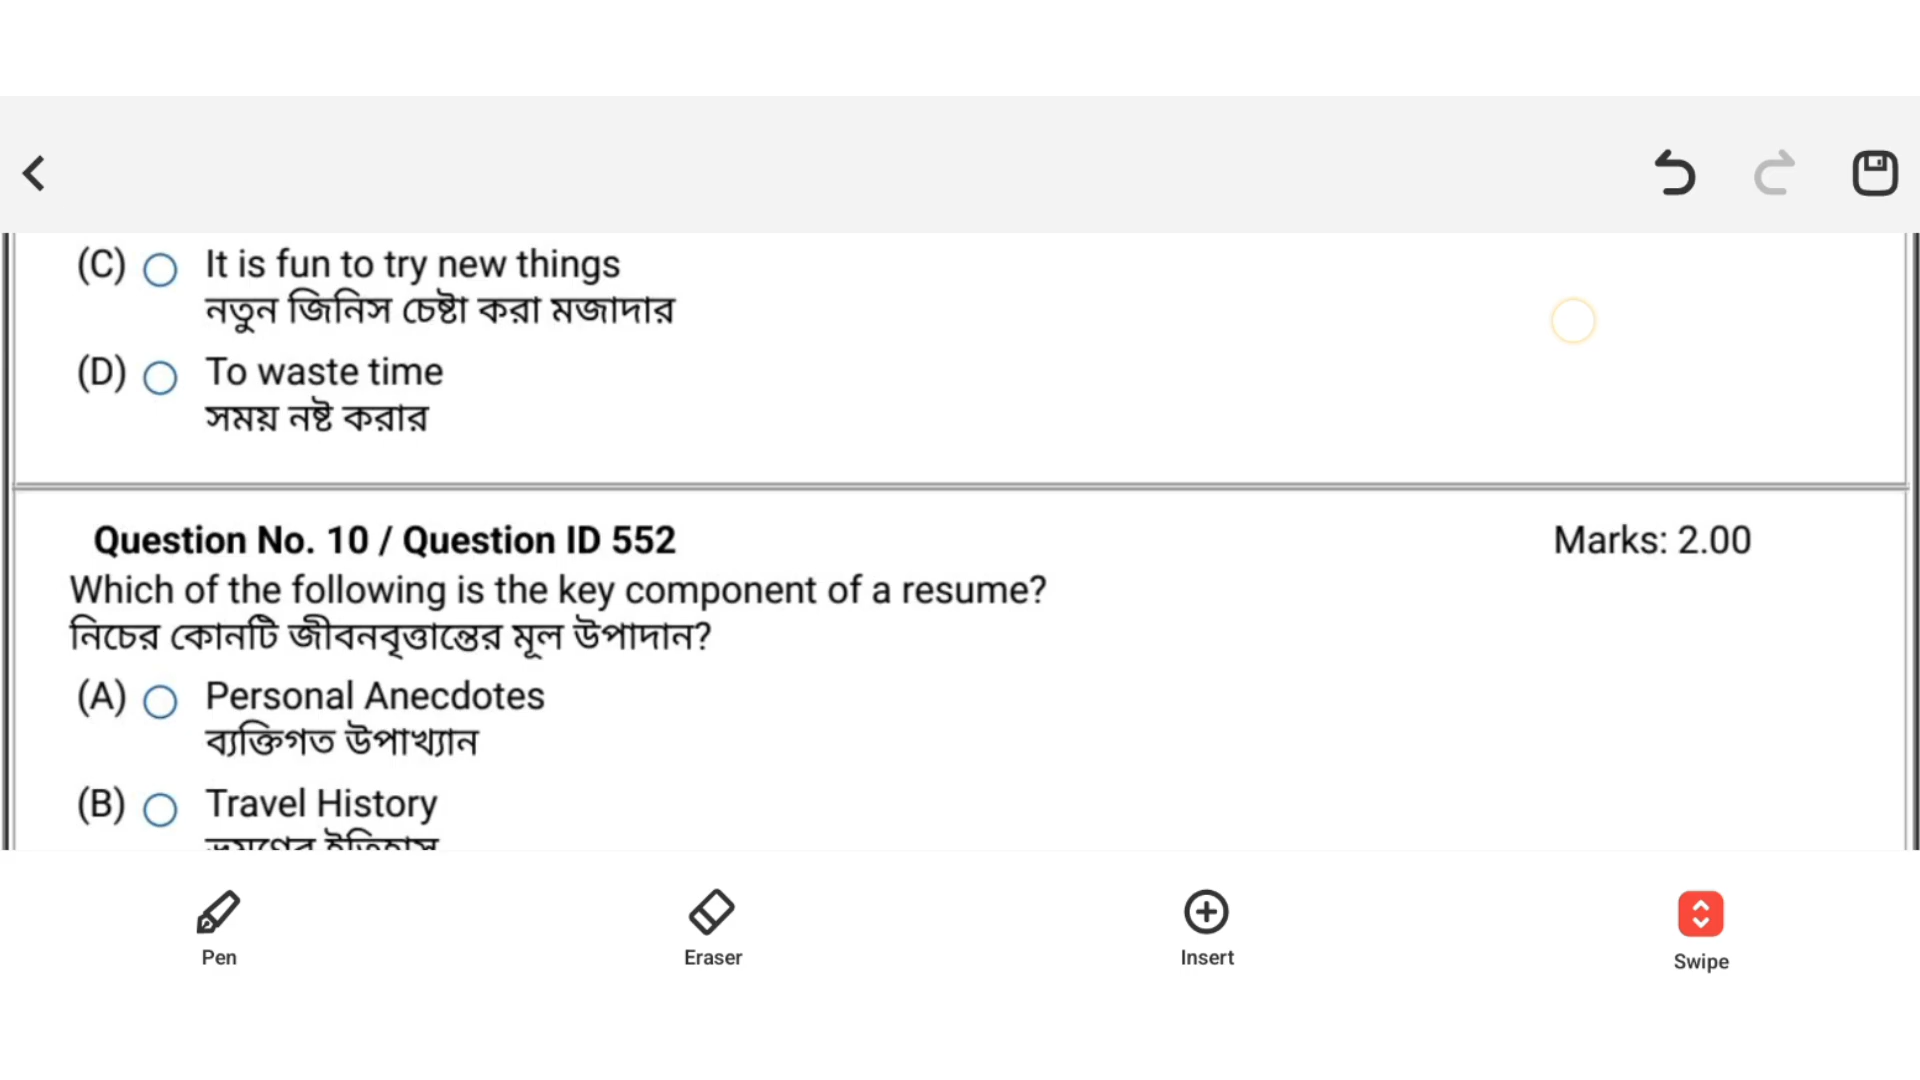 (C) It is fun to try new things
নতুন জিনিস চেষ্টা করা মজাদার
(D) To waste time
সময় নষ্ট করার
Question No. 10 / Question ID 552 Marks: 2.00
Which of the following is the key component of a resume?
নিচের কোনটি জীবনবৃত্তান্তের মূল উপাদান?
(A) Personal Anecdotes
ব্যক্তিগত উপাখ্যান
(B) Travel History
ভ্রমণের ইতিহাস
Pen Eraser Insert Swipe